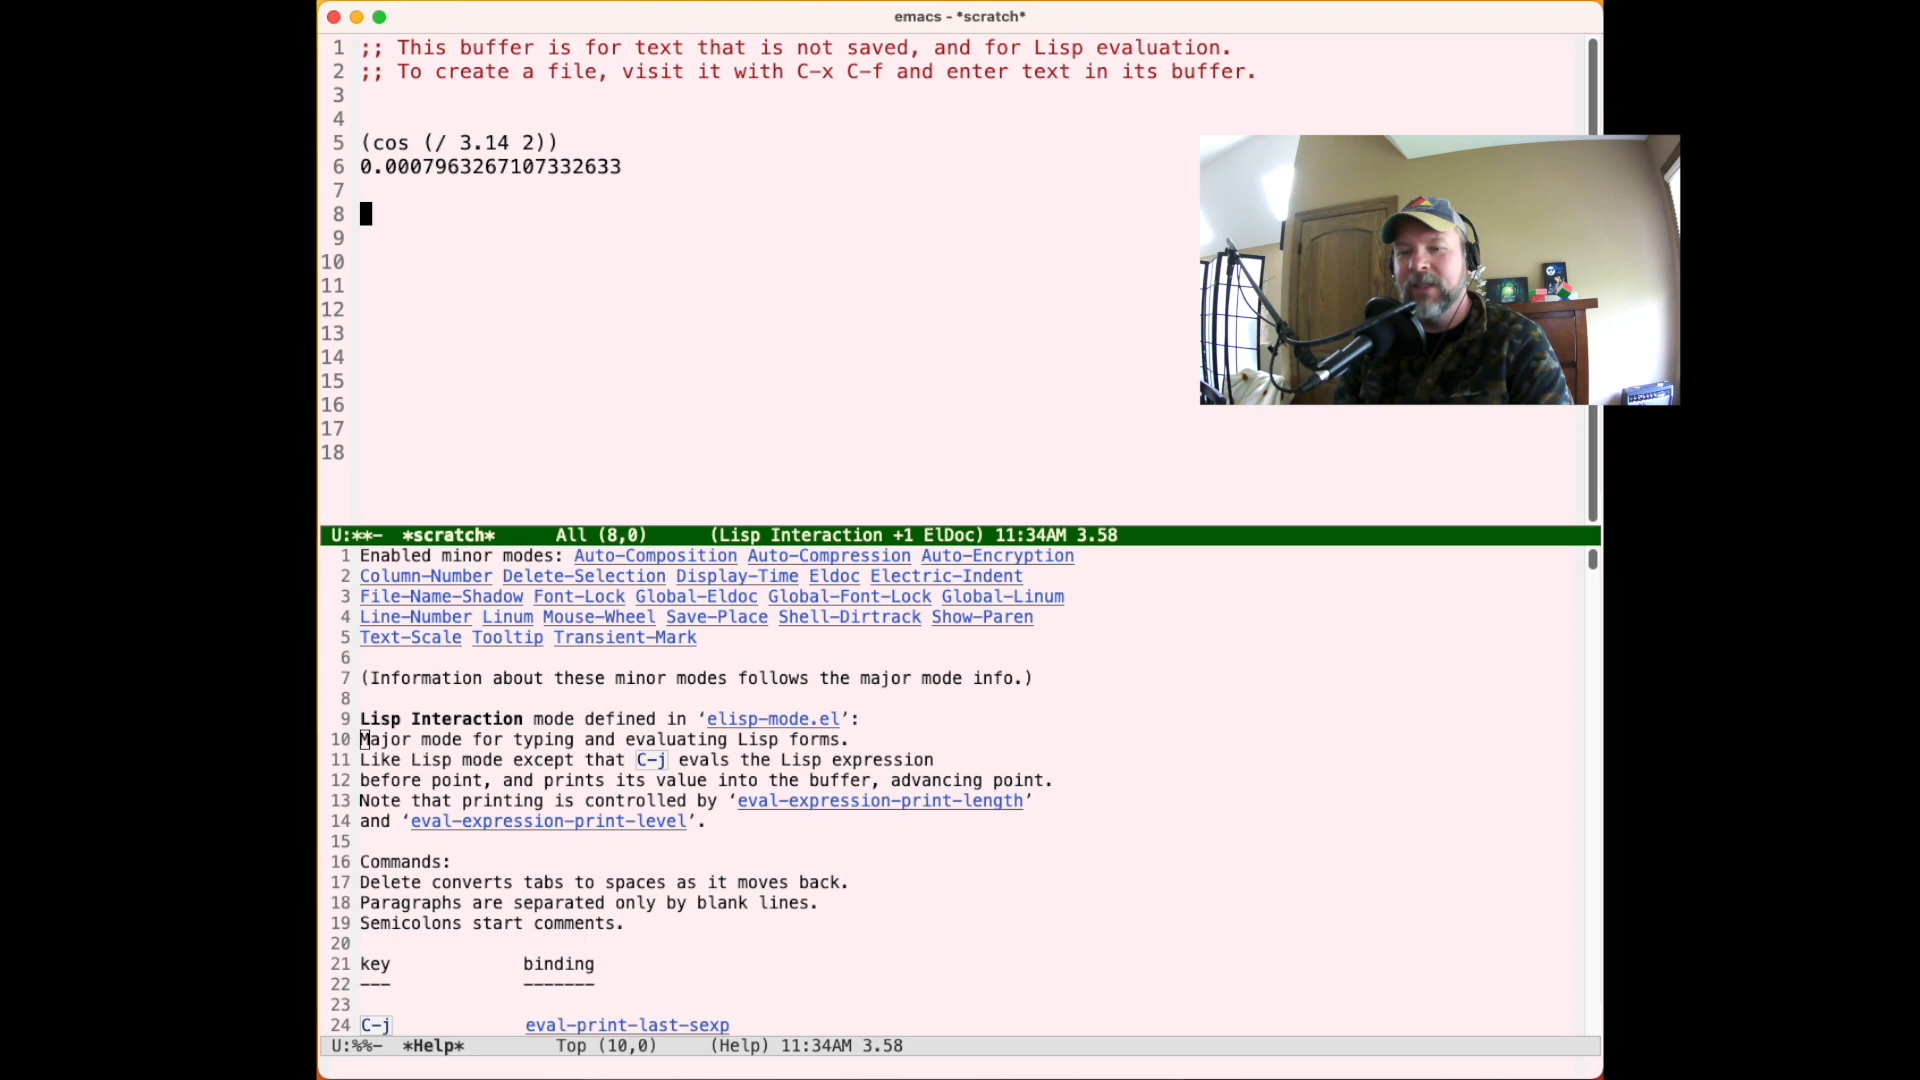 emacs - *scratch*
1 ;; This buffer is for text that is not saved, and for Lisp evaluation.
2 ;; To create a file, visit it with C-x C-f and enter text in its buffer.
3
4
5 (cos (/ 3.14 2))
6 0.0007963267107332633
7
8
9
10
11
12
13
14
15
16
17
18
U:**-  *scratch*      All (8,0)      (Lisp Interaction +1 ElDoc) 11:34AM 3.58
1 Enabled minor modes: Auto-Composition Auto-Compression Auto-Encryption
2 Column-Number Delete-Selection Display-Time Eldoc Electric-Indent
3 File-Name-Shadow Font-Lock Global-Eldoc Global-Font-Lock Global-Linum
4 Line-Number Linum Mouse-Wheel Save-Place Shell-Dirtrack Show-Paren
5 Text-Scale Tooltip Transient-Mark
6
7 (Information about these minor modes follows the major mode info.)
8
9 Lisp Interaction mode defined in ‘elisp-mode.el’:
10 Major mode for typing and evaluating Lisp forms.
11 Like Lisp mode except that C-j evals the Lisp expression
12 before point, and prints its value into the buffer, advancing point.
13 Note that printing is controlled by ‘eval-expression-print-length’
14 and ‘eval-expression-print-level’.
15
16 Commands:
17 Delete converts tabs to spaces as it moves back.
18 Paragraphs are separated only by blank lines.
19 Semicolons start comments.
20
21 key             binding
22 ---             -------
23
24 C-j             eval-print-last-sexp
U:%%-  *Help*         Top (10,0)     (Help) 11:34AM 3.58